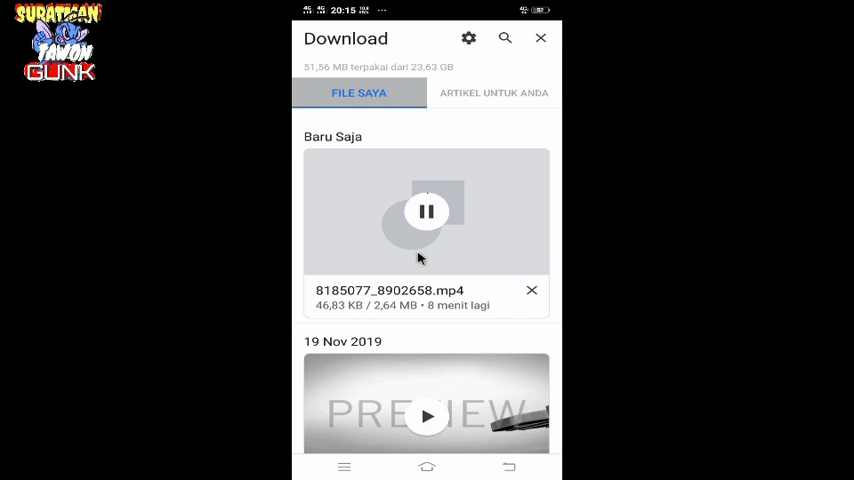 SURATMAN
TAWON
GUNK
20:15
52
Download
51,56 MB terpakai dari 23,63 GB
FILE SAYA
ARTIKEL UNTUK ANDA
Baru Saja
8185077_8902658.mp4
46,83 KB / 2,64 MB • 8 menit lagi
19 Nov 2019
PREVIEW